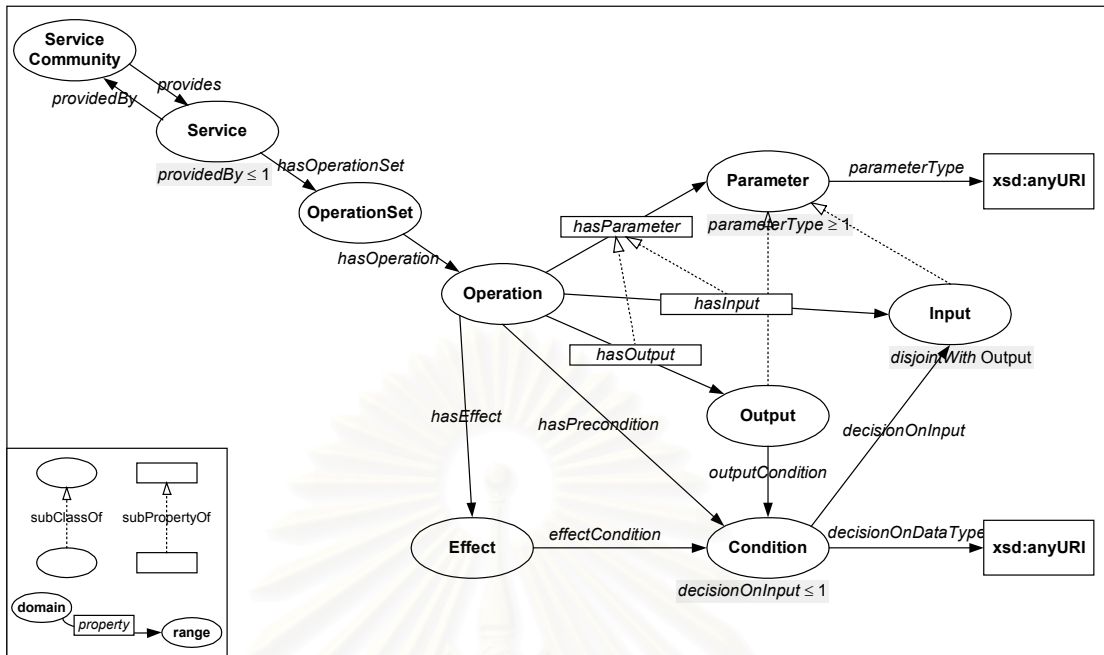 Service
Community
provides
providedBy
Service
providedBy ≤ 1
hasOperationSet
OperationSet
hasOperation
Operation
hasParameter
Parameter
parameterType ≥ 1
parameterType
xsd:anyURI
hasInput
Input
disjointWith Output
hasOutput
Output
hasEffect
hasPrecondition
decisionOnInput
outputCondition
Effect
effectCondition
Condition
decisionOnInput ≤ 1
decisionOnDataType
xsd:anyURI
subClassOf
subPropertyOf
domain
property
range